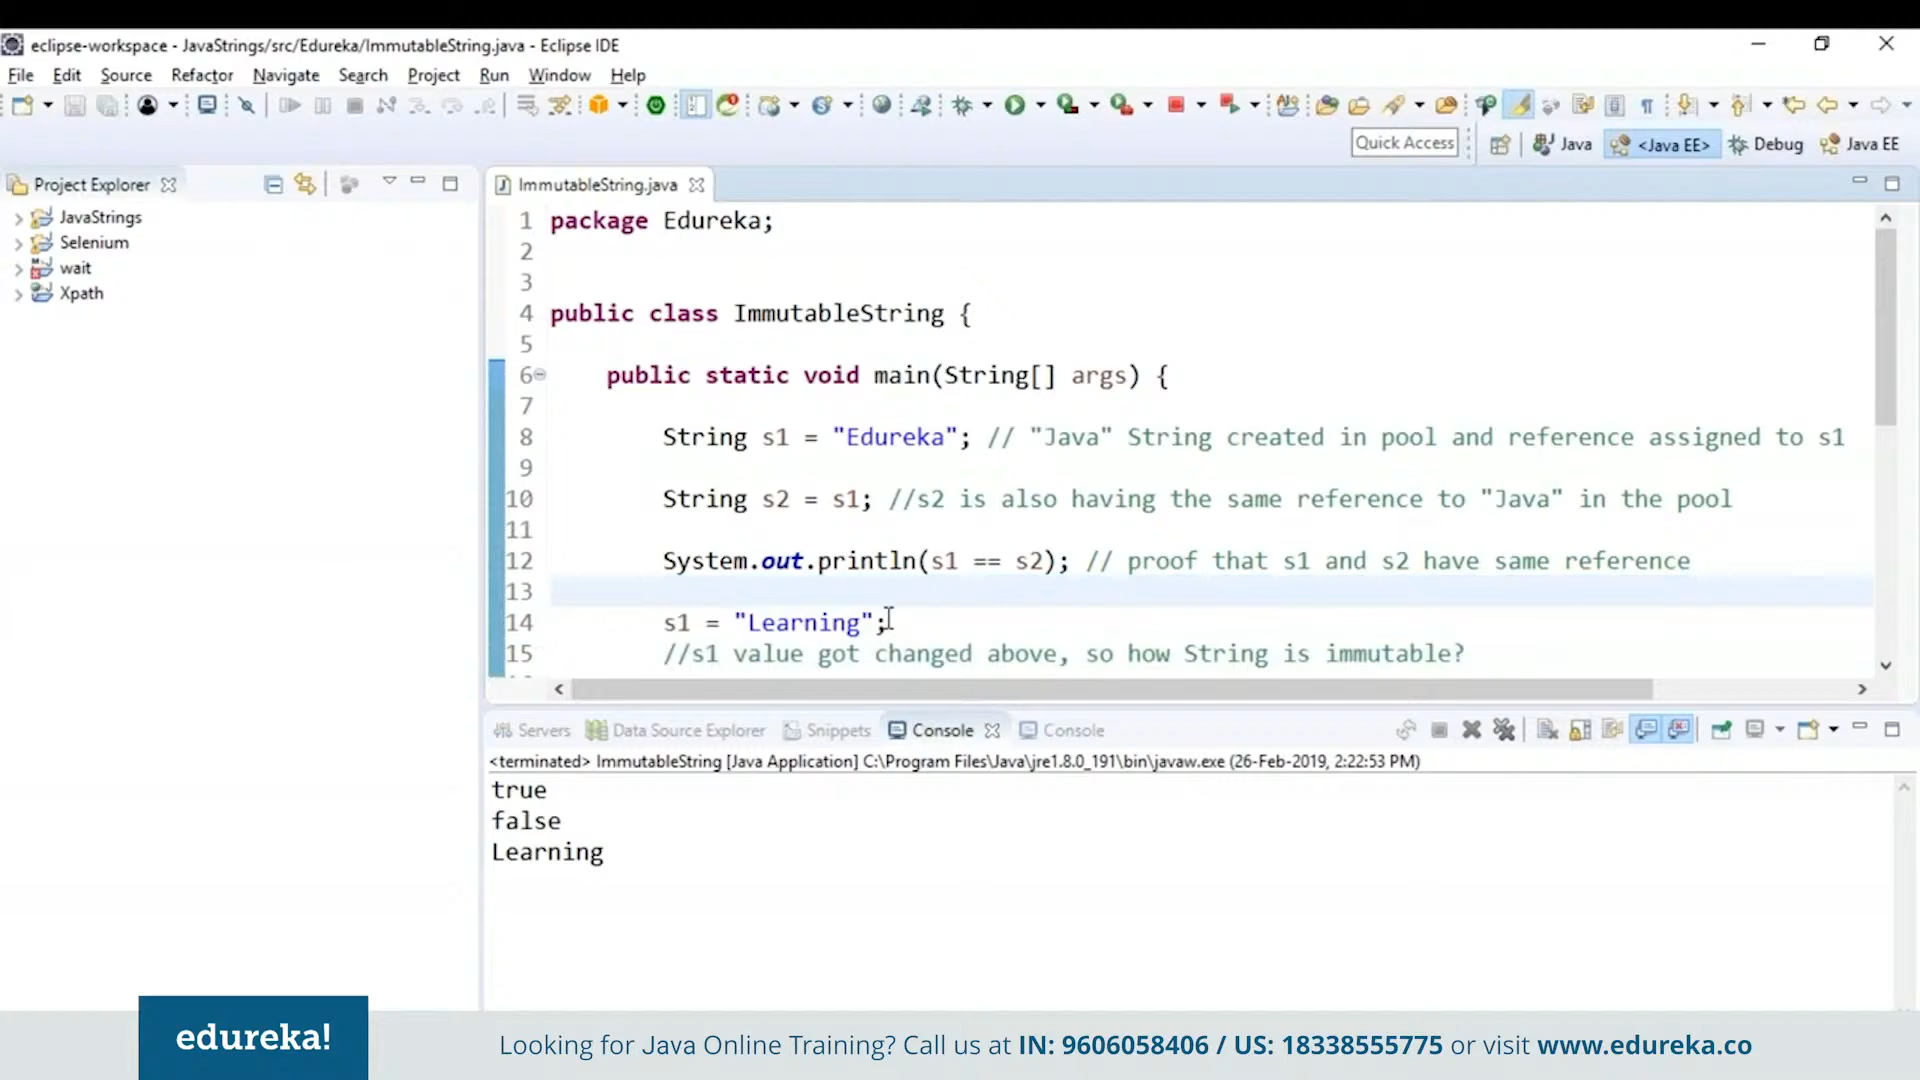 eclipse-workspace - JavaStrings/src/Edureka/ImmutableString.java - Eclipse IDE
File Edit Source Refactor Navigate Search Project Run Window Help
Quick Access Java <Java EE> Debug Java EE
Project Explorer
JavaStrings
Selenium
wait
Xpath
ImmutableString.java
1 package Edureka;
2
3
4 public class ImmutableString {
5
6 public static void main(String[] args) {
7
8 String s1 = "Edureka"; // "Java" String created in pool and reference assigned to s1
9
10 String s2 = s1; //s2 is also having the same reference to "Java" in the pool
11
12 System.out.println(s1 == s2); // proof that s1 and s2 have same reference
13
14 s1 = "Learning";
15 //s1 value got changed above, so how String is immutable?
Servers Data Source Explorer Snippets Console Console
<terminated> ImmutableString [Java Application] C:\Program Files\Java\jre1.8.0_191\bin\javaw.exe (26-Feb-2019, 2:22:53 PM)
true
false
Learning
edureka!
Looking for Java Online Training? Call us at IN: 9606058406 / US: 18338555775 or visit www.edureka.co